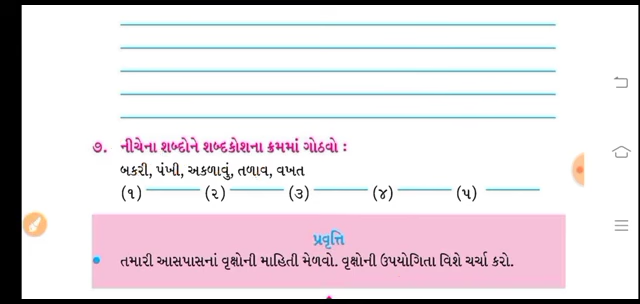 ૭. નીચેના શબ્દોને શબ્દકોશના ક્રમમાં ગોઠવો :
બકરી, પંખી, અકળાવું, તળાવ, વખત
(૧) (૨) (૩) (૪) (૫)
પ્રવૃત્તિ
• તમારી આસપાસનાં વૃક્ષોની માહિતી મેળવો. વૃક્ષોની ઉપયોગિતા વિશે ચર્ચા કરો.